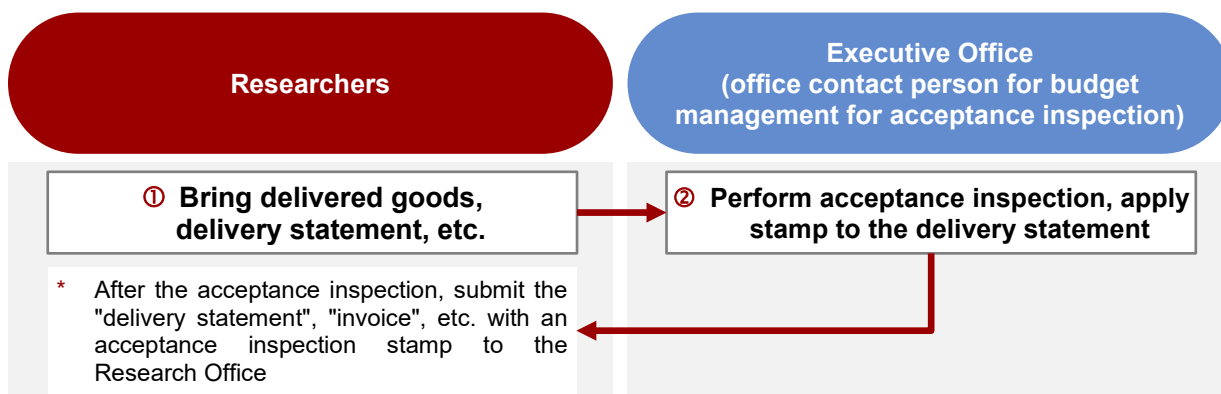 Researchers
Executive Office
(office contact person for budget
management for acceptance inspection)
① Bring delivered goods,
delivery statement, etc.
② Perform acceptance inspection, apply
stamp to the delivery statement
* After the acceptance inspection, submit the
"delivery statement", "invoice", etc. with an
acceptance inspection stamp to the
Research Office